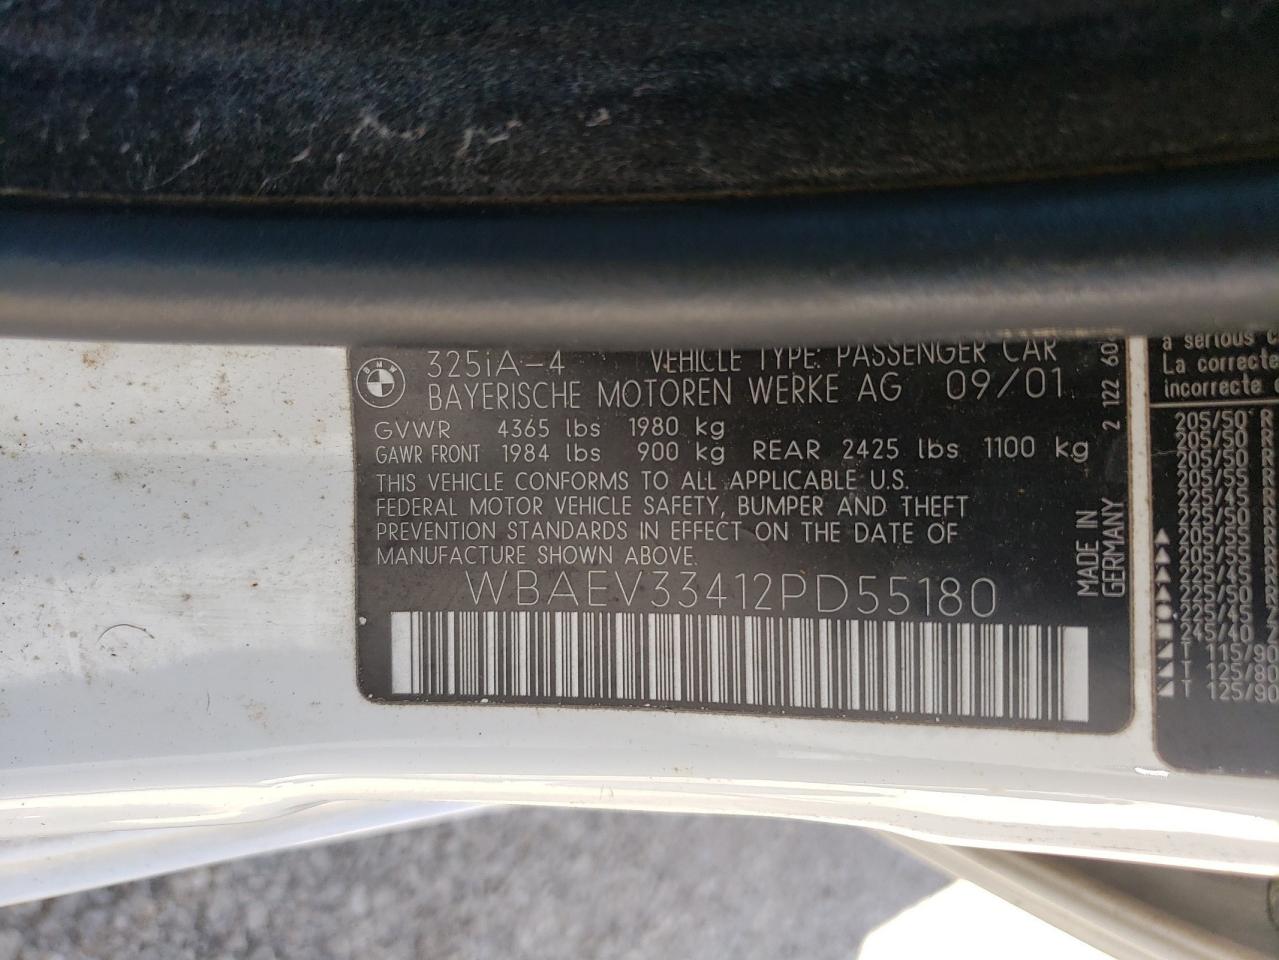 BMW
325iA-4 VEHICLE TYPE: PASSENGER CAR
BAYERISCHE MOTOREN WERKE AG 09/01
GVWR 4365 lbs 1980 kg
GAWR FRONT 1984 lbs 900 kg REAR 2425 lbs 1100 kg
THIS VEHICLE CONFORMS TO ALL APPLICABLE U.S.
FEDERAL MOTOR VEHICLE SAFETY, BUMPER AND THEFT
PREVENTION STANDARDS IN EFFECT ON THE DATE OF
MANUFACTURE SHOWN ABOVE.
WBAEV33412PD55180
MADE IN
GERMANY
2 122 60
a serious
La correcte
incorrecte
205/50 R
205/50 R
205/50 R
205/55 R
225/45 R
225/50 R
205/50 R
205/55 R
225/45 R
225/45
245/40
T 115/90
T 125/80
T 125/90